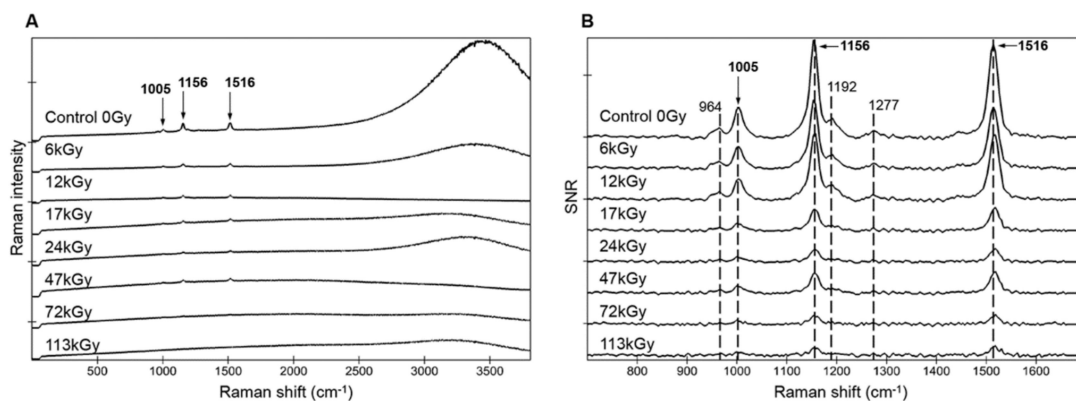 A
1005
1156
1516
Control 0Gy
6kGy
12kGy
17kGy
24kGy
47kGy
72kGy
113kGy
Raman intensity
500 1000 1500 2000 2500 3000 3500
Raman shift (cm⁻¹)
B
1156
1516
1005
1192
964
1277
Control 0Gy
6kGy
12kGy
17kGy
24kGy
47kGy
72kGy
113kGy
SNR
800 900 1000 1100 1200 1300 1400 1500 1600
Raman shift (cm⁻¹)